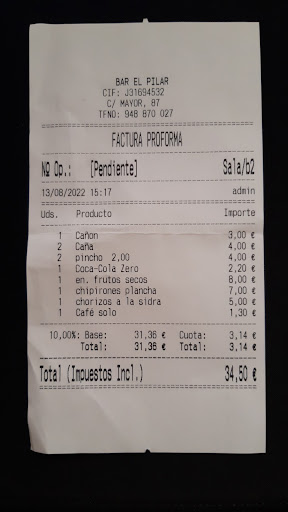 BAR EL PILAR
CIF: J31694532
C/ MAYOR, 87
TFNO: 948 870 027
FACTURA PROFORMA
Nº Op.: [Pendiente] Sala/b2
13/08/2022 15:17 admin
Uds. Producto Importe
1 Cañon 3,00 €
2 Caña 4,00 €
2 pincho 2,00 4,00 €
1 Coca-Cola Zero 2,20 €
1 en. frutos secos 8,00 €
1 chipirones plancha 7,00 €
1 chorizos a la sidra 5,00 €
1 Café solo 1,30 €
10,00%: Base: 31,36 € Cuota: 3,14 €
Total: 31,36 € Total: 3,14 €
Total (Impuestos Incl.) 34,50 €